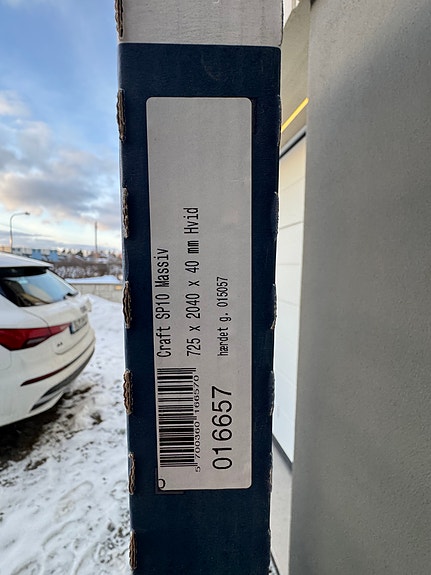 Craft SP10 Massiv
725 x 2040 x 40 mm Hvid
hærdet g. 015057
5 700360 166570
016657